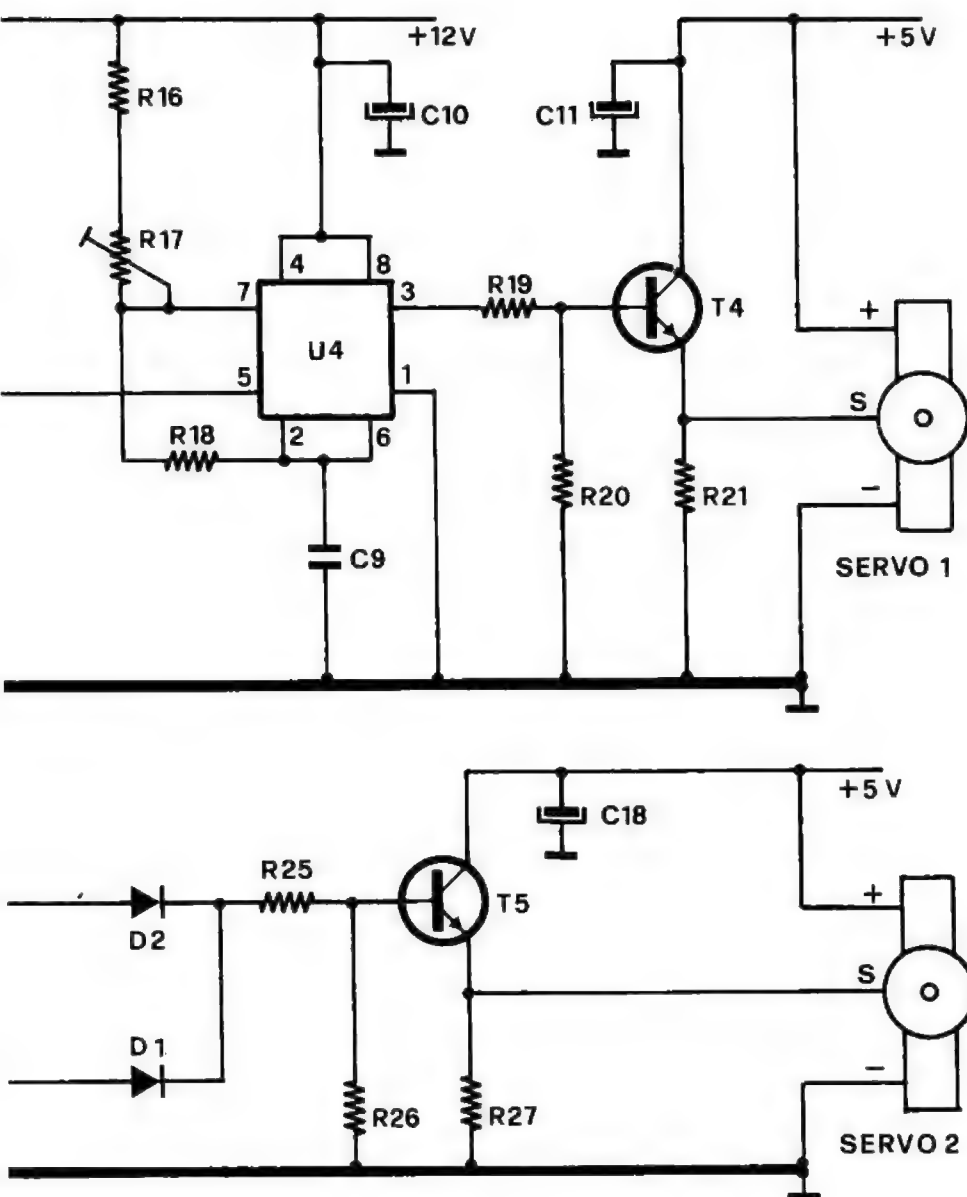 +12V
+5V
R16
C10
C11
R17
4
8
7
3
R19
T4
U4
+
5
1
S
R18
2
6
R20
R21
−
C9
SERVO 1
+5V
C18
R25
T5
+
D2
S
D1
−
R26
R27
SERVO 2